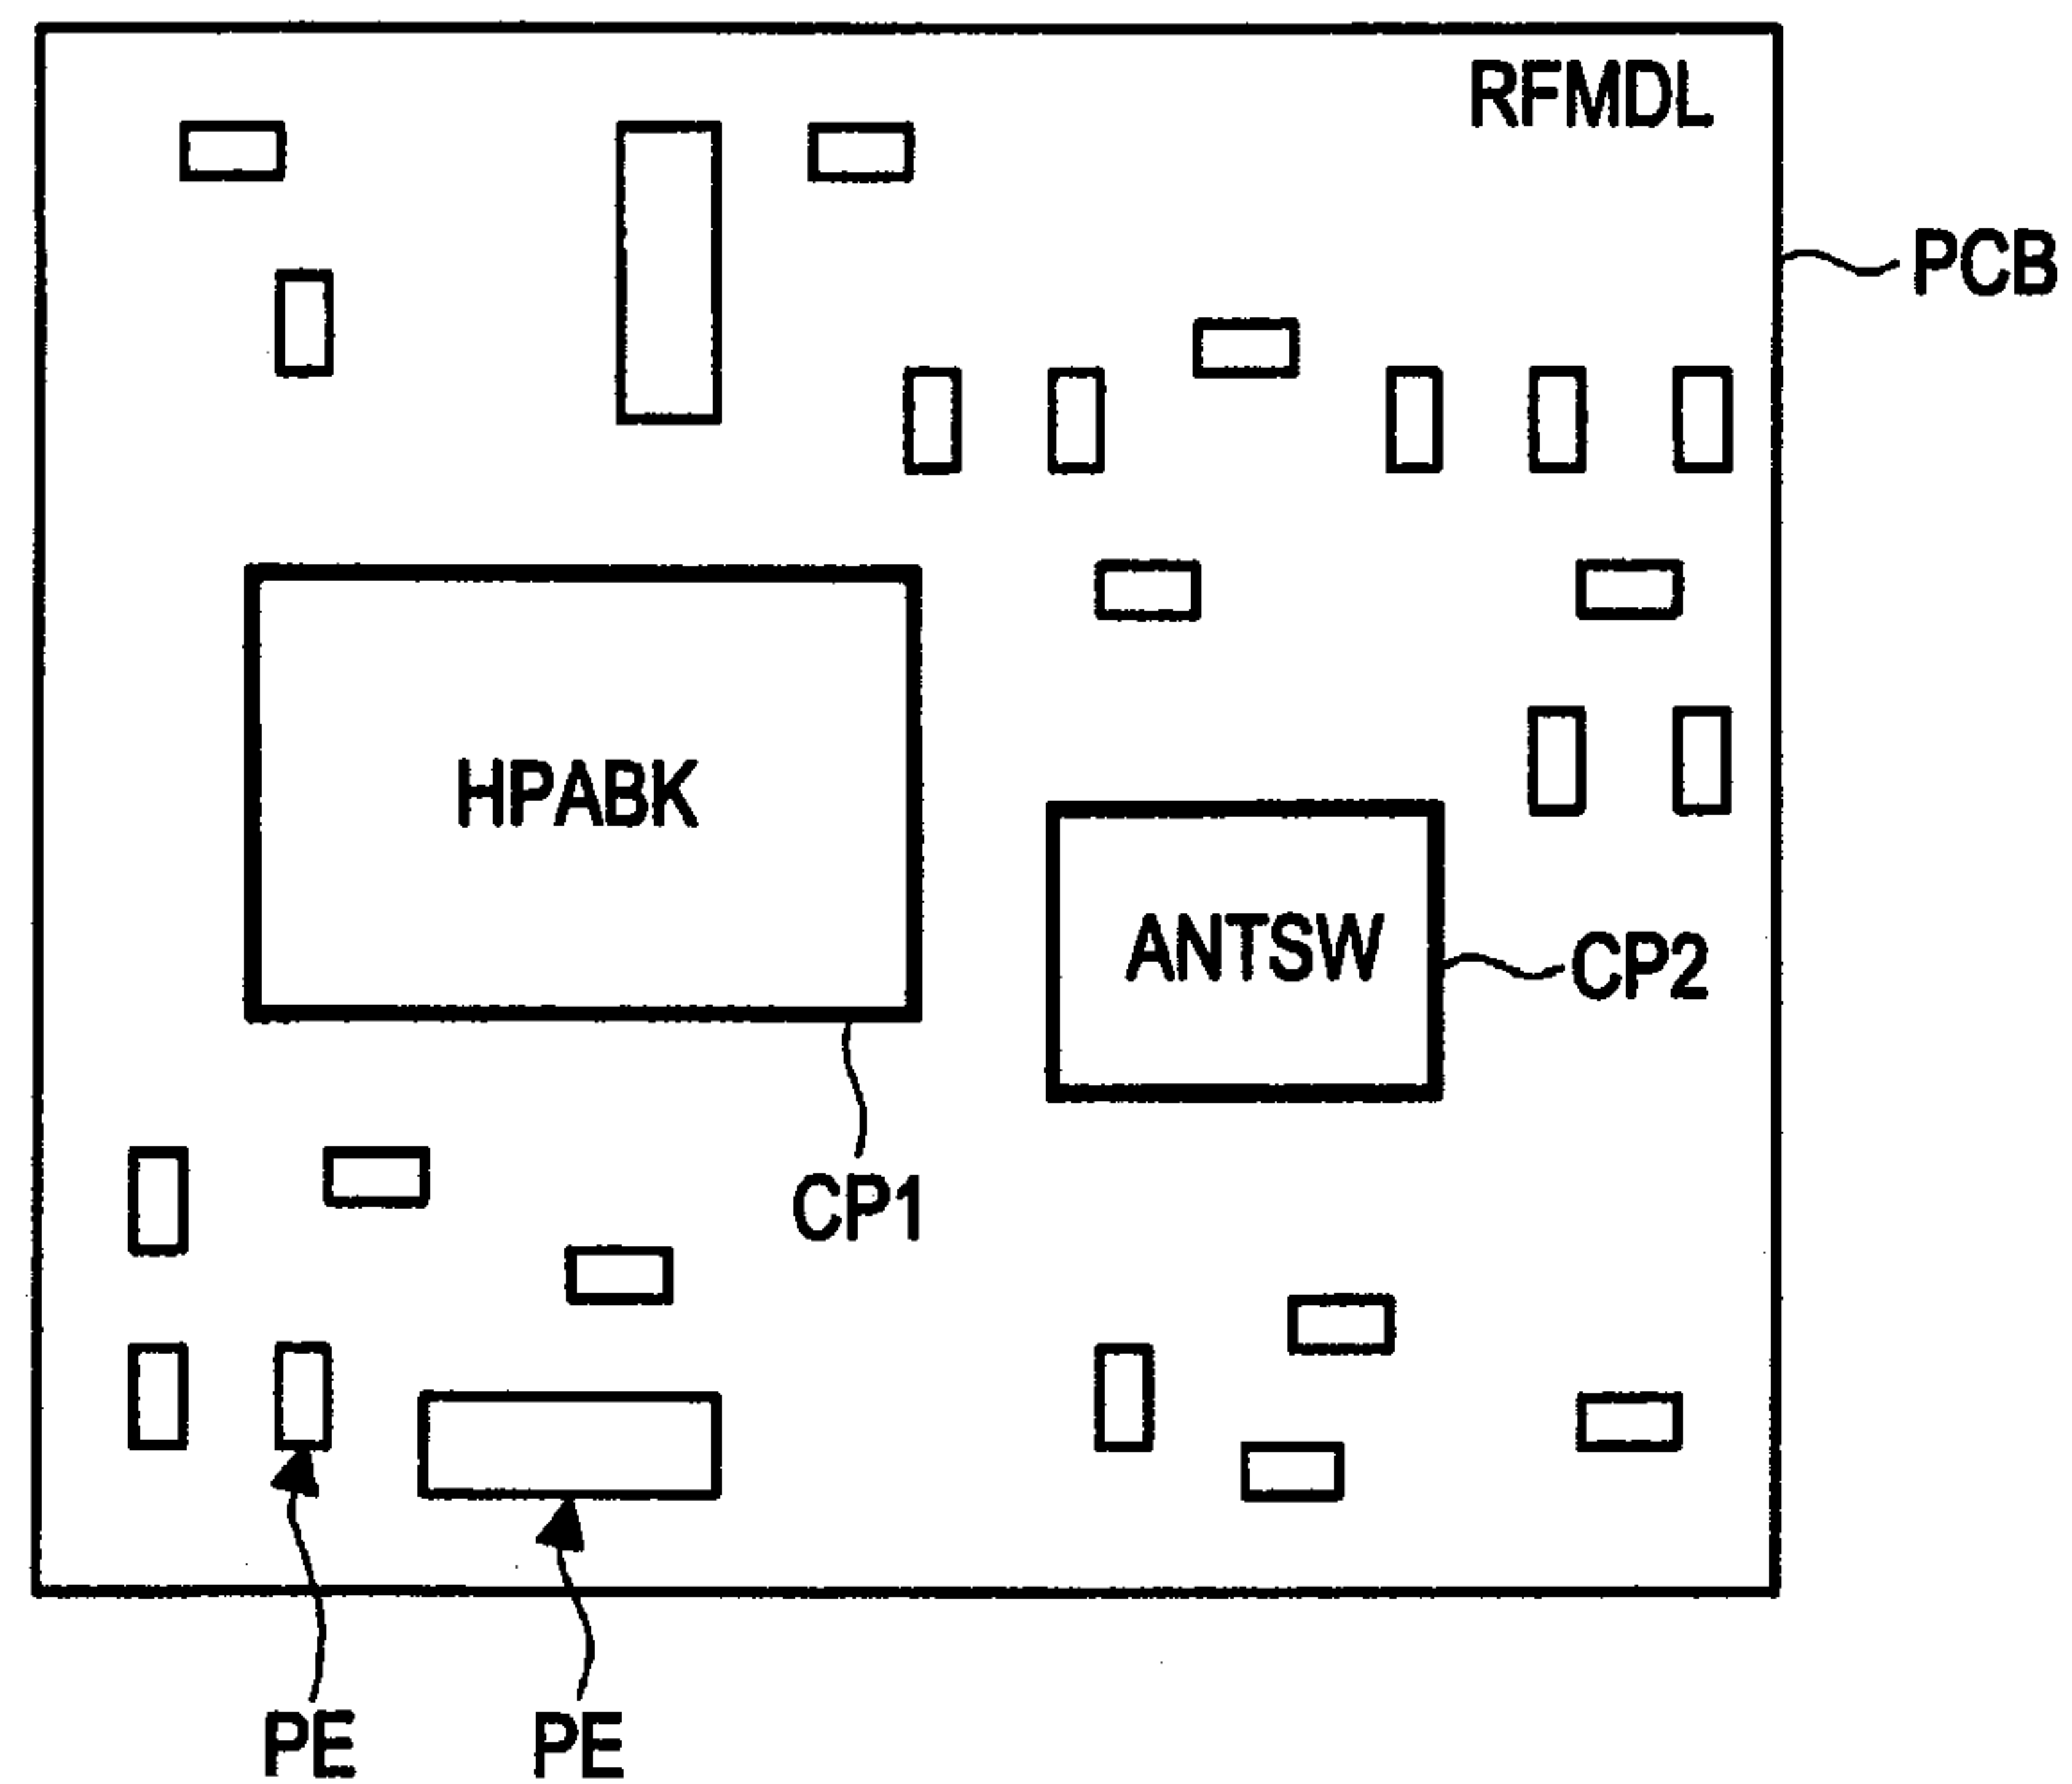 RFMDL
PCB
HPABK
ANTSW
CP2
CP1
PE
PE